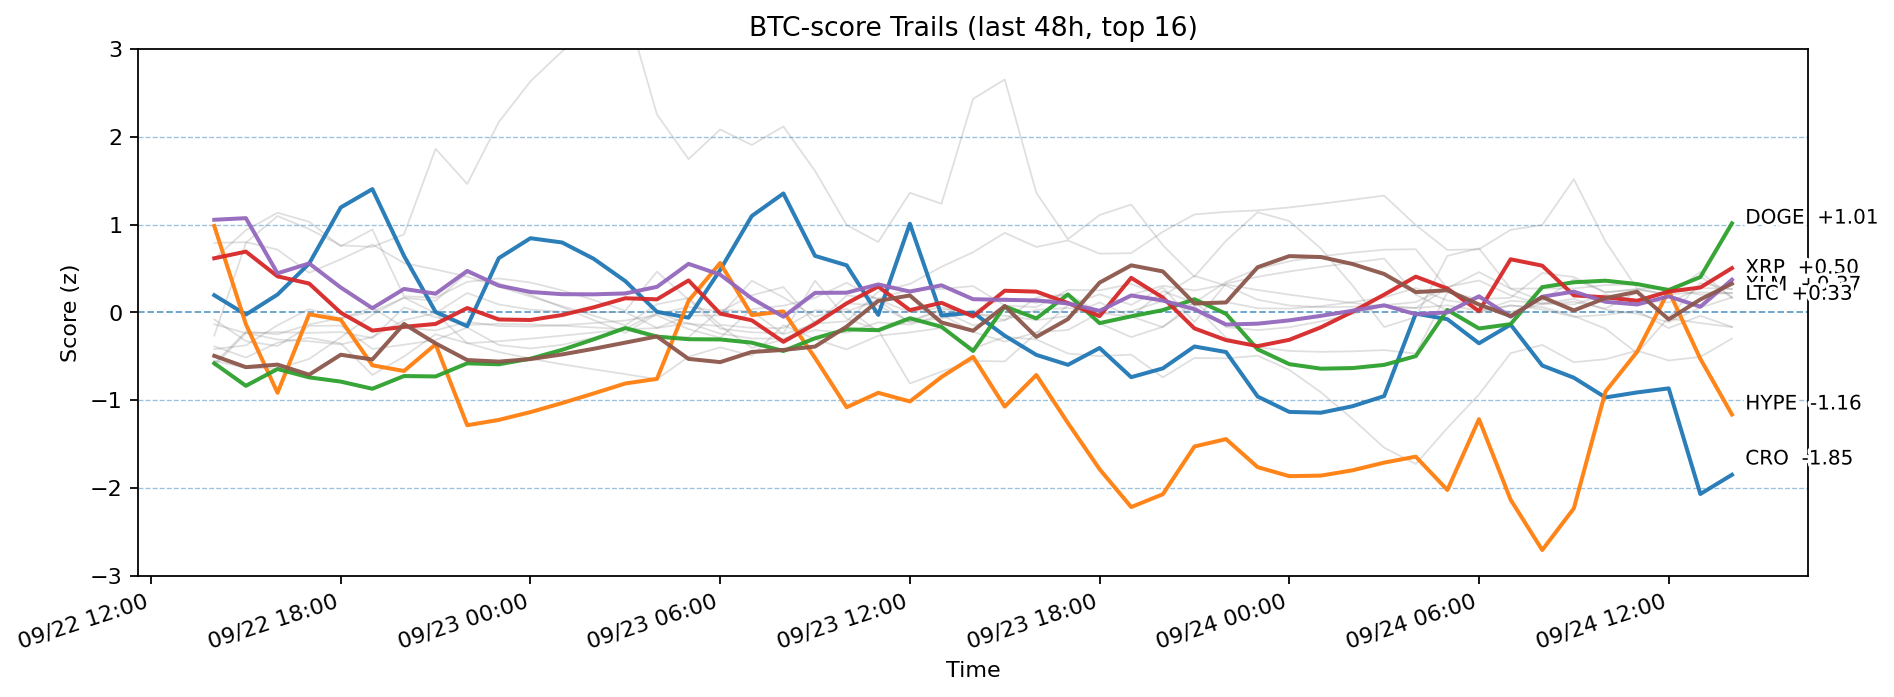 BTC-score Trails (last 48h, top 16)
Score (z)
3
2
1
0
−1
−2
−3
DOGE +1.01
XRP +0.50
XLM +0.37
LTC +0.33
HYPE -1.16
CRO -1.85
09/22 12:00
09/22 18:00
09/23 00:00
09/23 06:00
09/23 12:00
09/23 18:00
09/24 00:00
09/24 06:00
09/24 12:00
Time